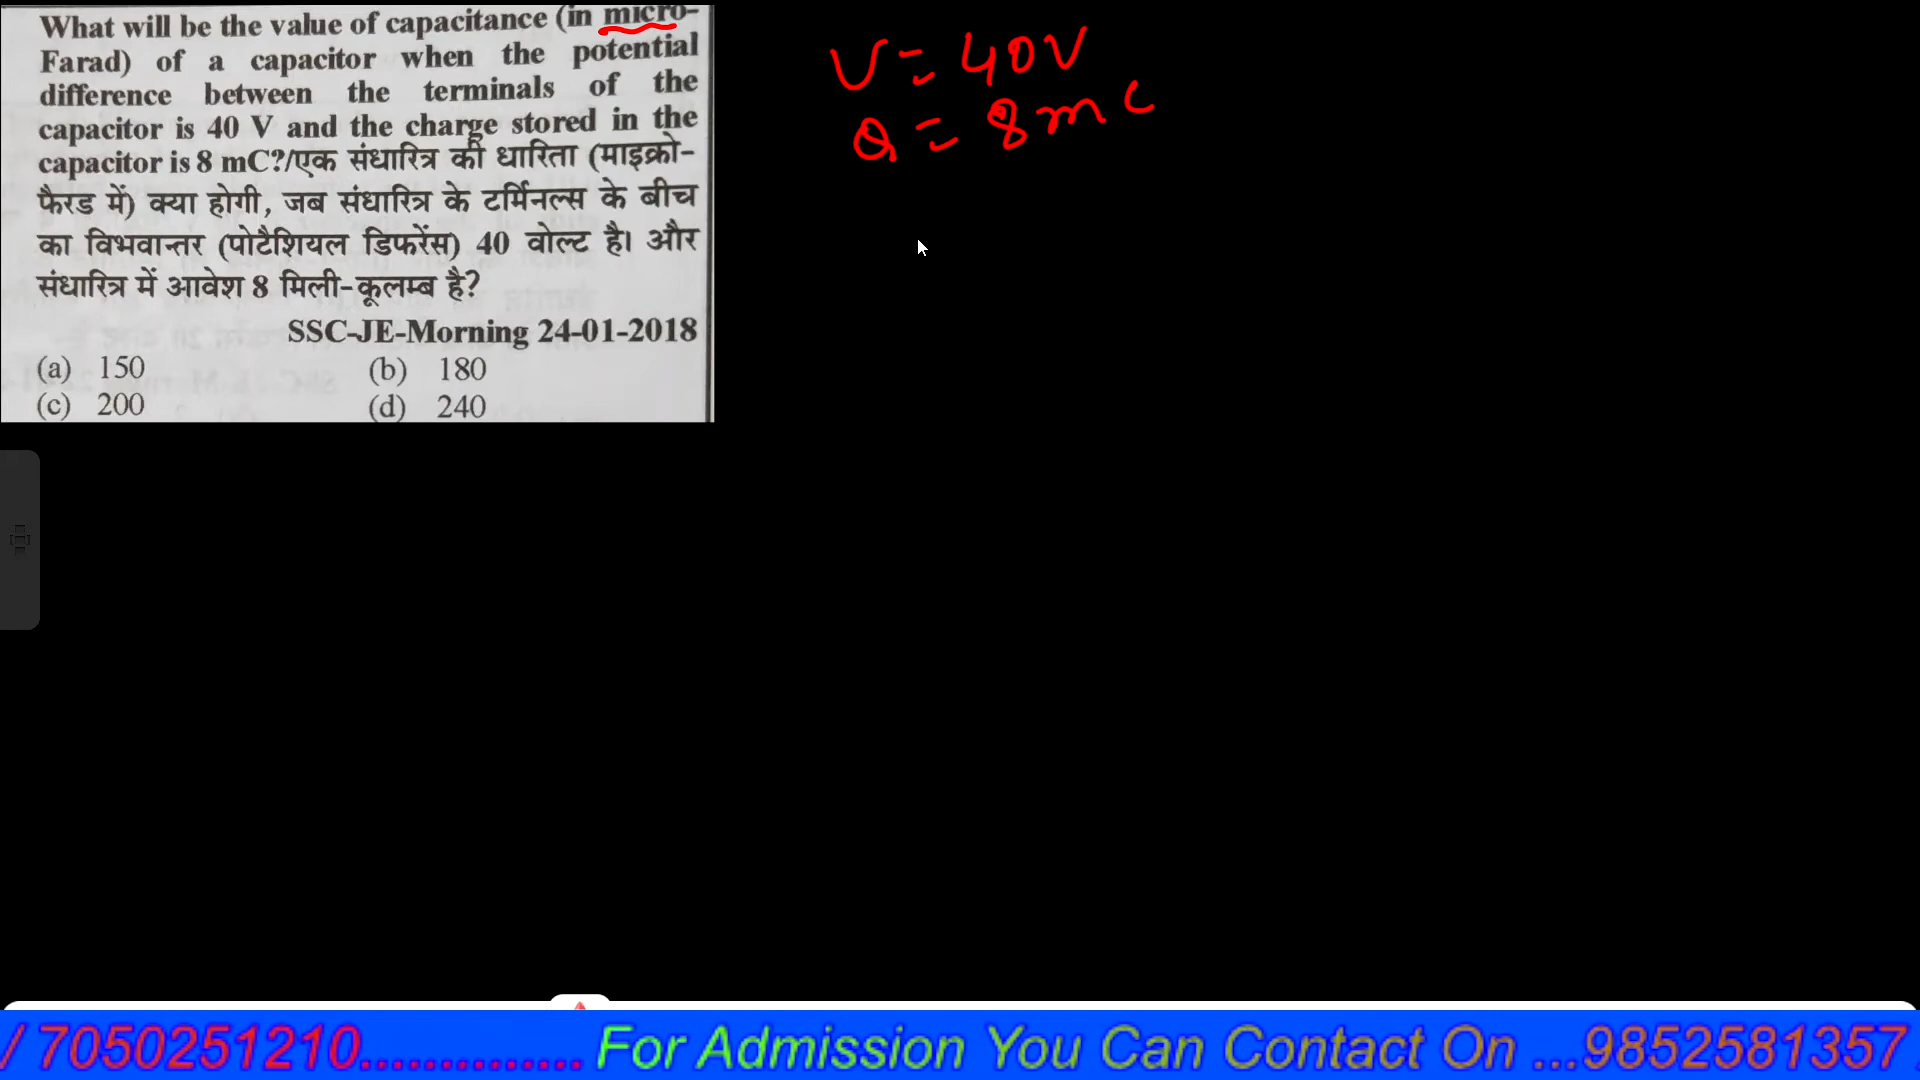 What will be the value of capacitance (in micro-
Farad) of a capacitor when the potential
difference between the terminals of the
capacitor is 40 V and the charge stored in the
capacitor is 8 mC?/एक संधारित्र की धारिता (माइक्रो-
फैरड में) क्या होगी, जब संधारित्र के टर्मिनल्स के बीच
का विभवान्तर (पोटैशियल डिफरेंस) 40 वोल्ट है। और
संधारित्र में आवेश 8 मिली-कूलम्ब है?
SSC-JE-Morning 24-01-2018
(a) 150 (b) 180
(c) 200 (d) 240
V = 40V
Q = 8mC
/ 7050251210.............. For Admission You Can Contact On ...9852581357